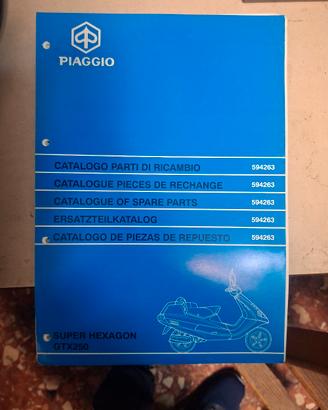 PIAGGIO
CATALOGO PARTI DI RICAMBIO 594263
CATALOGUE PIECES DE RECHANGE 594263
CATALOGUE OF SPARE PARTS 594263
ERSATZTEILKATALOG 594263
CATALOGO DE PIEZAS DE REPUESTO 594263
SUPER HEXAGON
GTX250